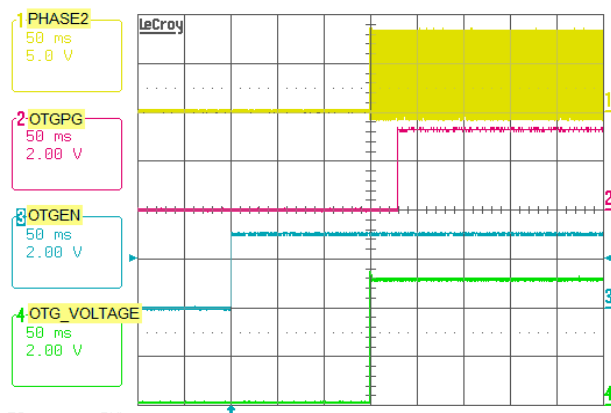 LeCroy
1 PHASE2
50 ms
5.0 V
1
2 OTGPG
50 ms
2.00 V
2
3 OTGEN
50 ms
2.00 V
3
4 OTG_VOLTAGE
50 ms
2.00 V
4